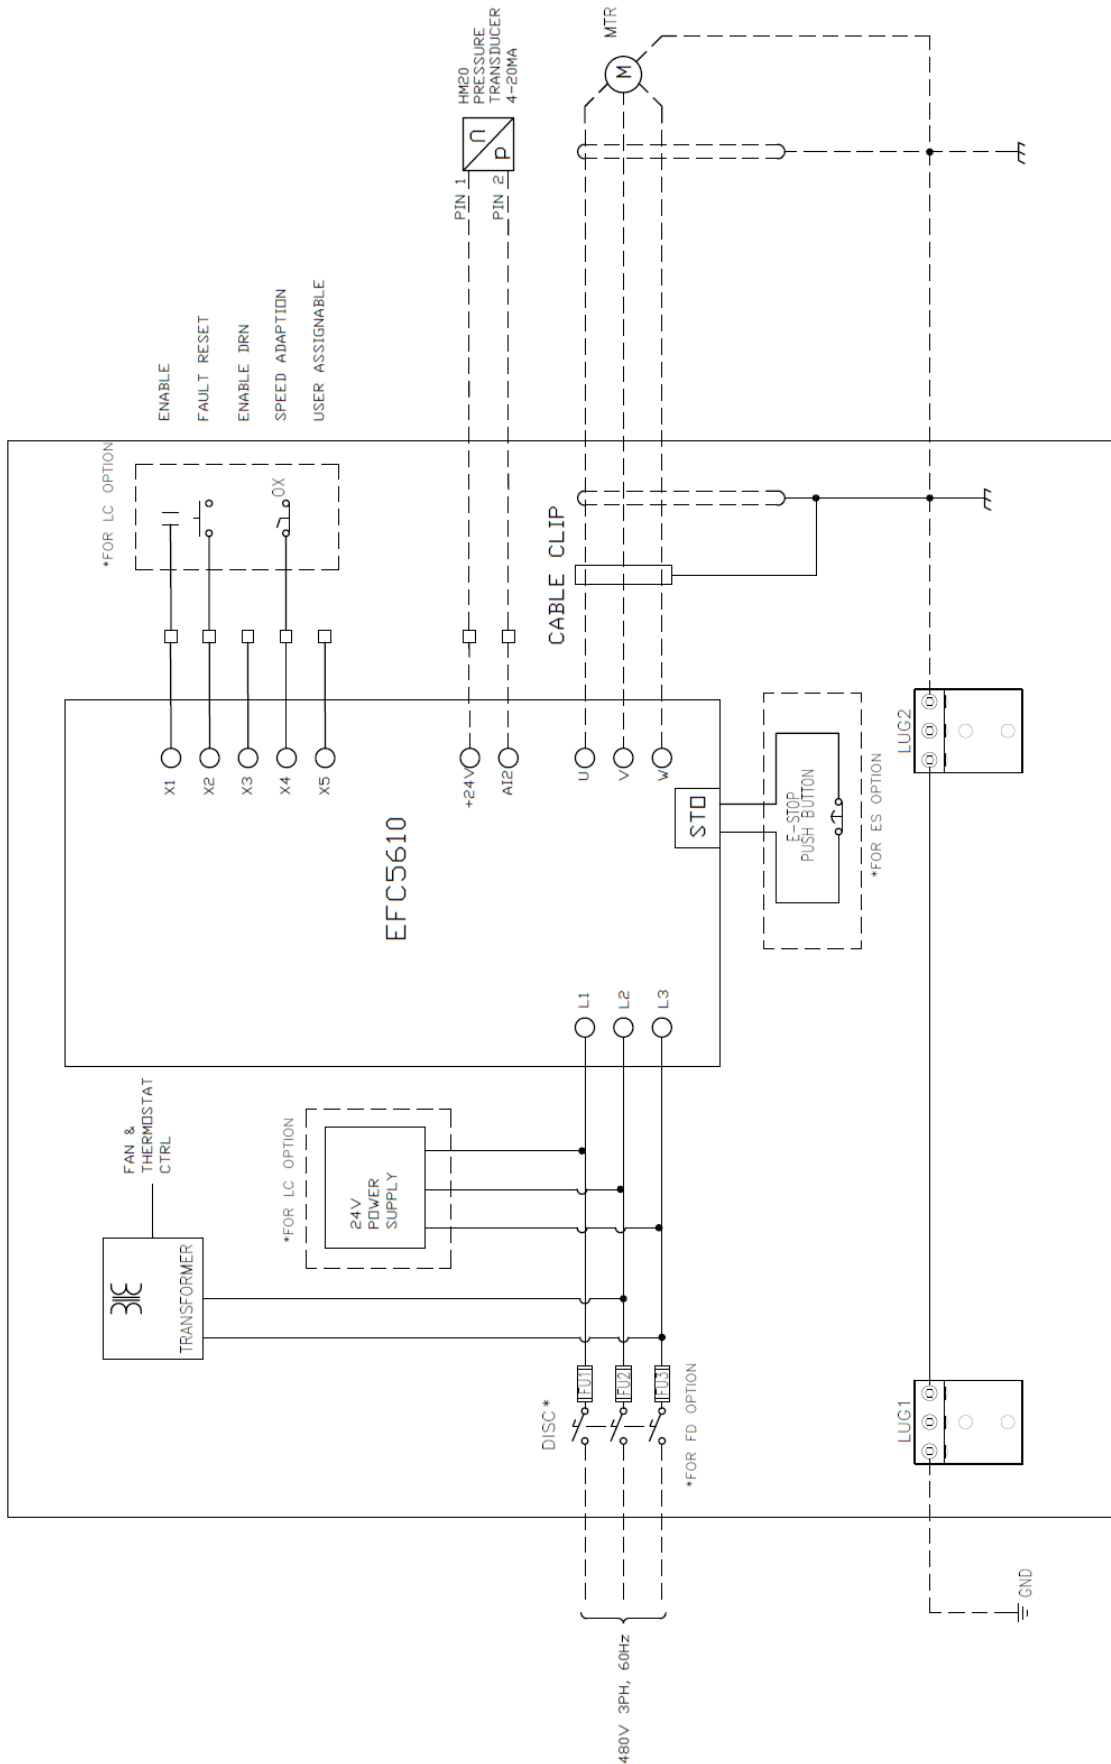 480V 3PH, 60Hz
GND
DISC*
FU1
FU2
FU3
*FOR FD OPTION
LUG1
TRANSFORMER
FAN &
THERMOSTAT
CTRL
*FOR LC OPTION
24V
POWER
SUPPLY
EFC5610
L1
L2
L3
X1
X2
X3
X4
X5
+24V
AI2
U
V
W
STO
E-STOP
PUSH BUTTON
*FOR ES OPTION
LUG2
*FOR LC OPTION
OX
CABLE CLIP
ENABLE
FAULT RESET
ENABLE DRN
SPEED ADAPTION
USER ASSIGNABLE
PIN 1
PIN 2
n
p
HM20
PRESSURE
TRANSDUCER
4-20MA
M
MTR